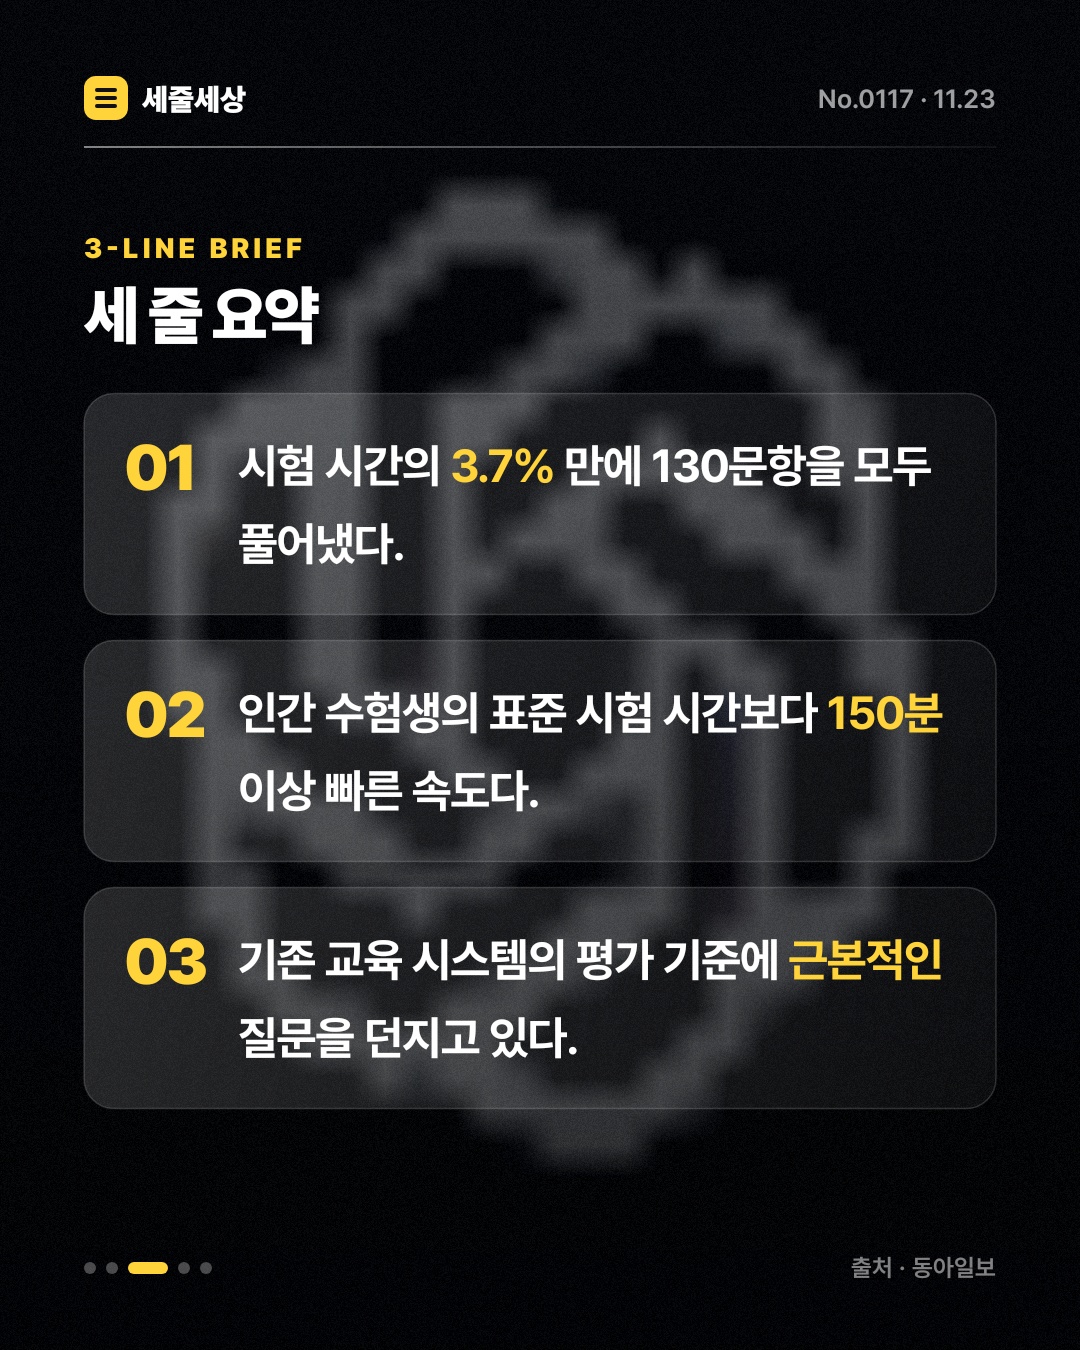 세줄세상
No.0117 · 11.23
3-LINE BRIEF
세 줄 요약
01 시험 시간의 3.7% 만에 130문항을 모두
풀어냈다.
02 인간 수험생의 표준 시험 시간보다 150분
이상 빠른 속도다.
03 기존 교육 시스템의 평가 기준에 근본적인
질문을 던지고 있다.
출처 · 동아일보